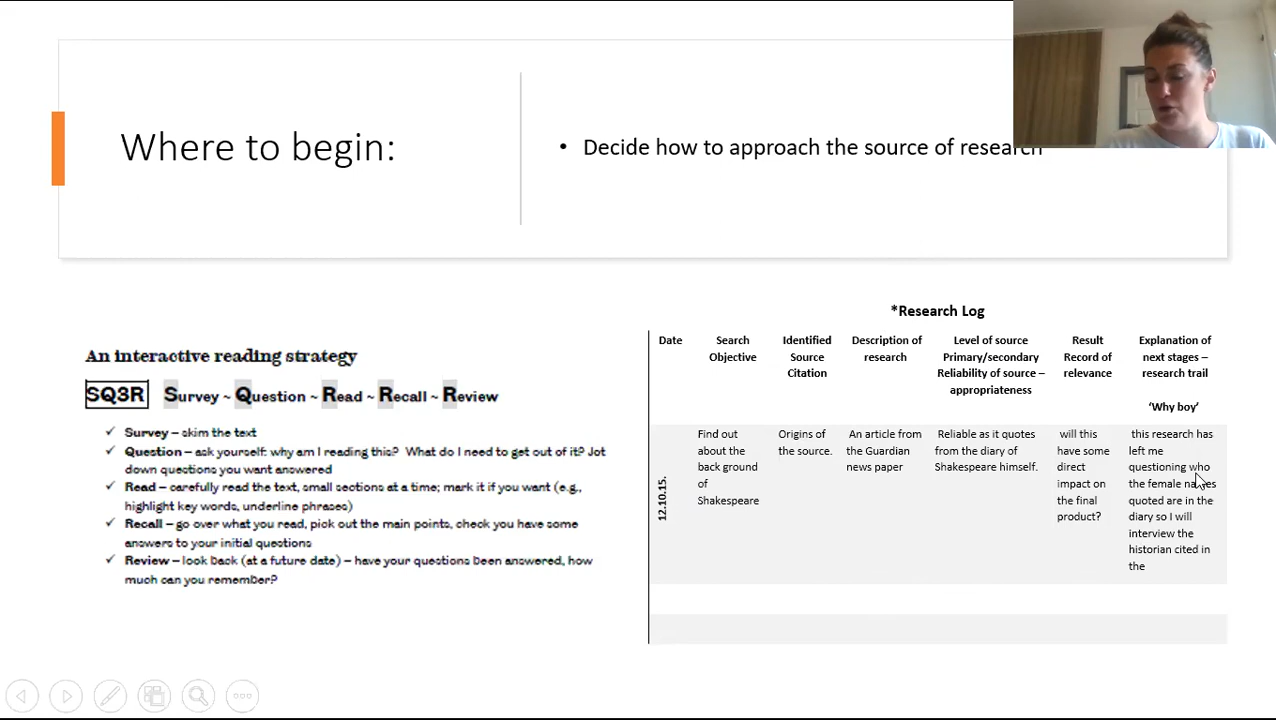 Where to begin:
• Decide how to approach the source of research
An interactive reading strategy
SQ3R Survey ~ Question ~ Read ~ Recall ~ Review
✓ Survey – skim the text
✓ Question – ask yourself: why am I reading this? What do I need to get out of it? Jot
down questions you want answered
✓ Read – carefully read the text, small sections at a time; mark it if you want (e.g.,
highlight key words, underline phrases)
✓ Recall – go over what you read, pick out the main points, check you have some
answers to your initial questions
✓ Review – look back (at a future date) – have your questions been answered, how
much can you remember?
*Research Log
Date
Search
Objective
Identified
Source
Citation
Description of
research
Level of source
Primary/secondary
Reliability of source –
appropriateness
Result
Record of
relevance
Explanation of
next stages –
research trail
‘Why boy’
12.10.15.
Find out
about the
back ground
of
Shakespeare
Origins of
the source.
An article from
the Guardian
news paper
Reliable as it quotes
from the diary of
Shakespeare himself.
will this
have some
direct
impact on
the final
product?
this research has
left me
questioning who
the female names
quoted are in the
diary so I will
interview the
historian cited in
the